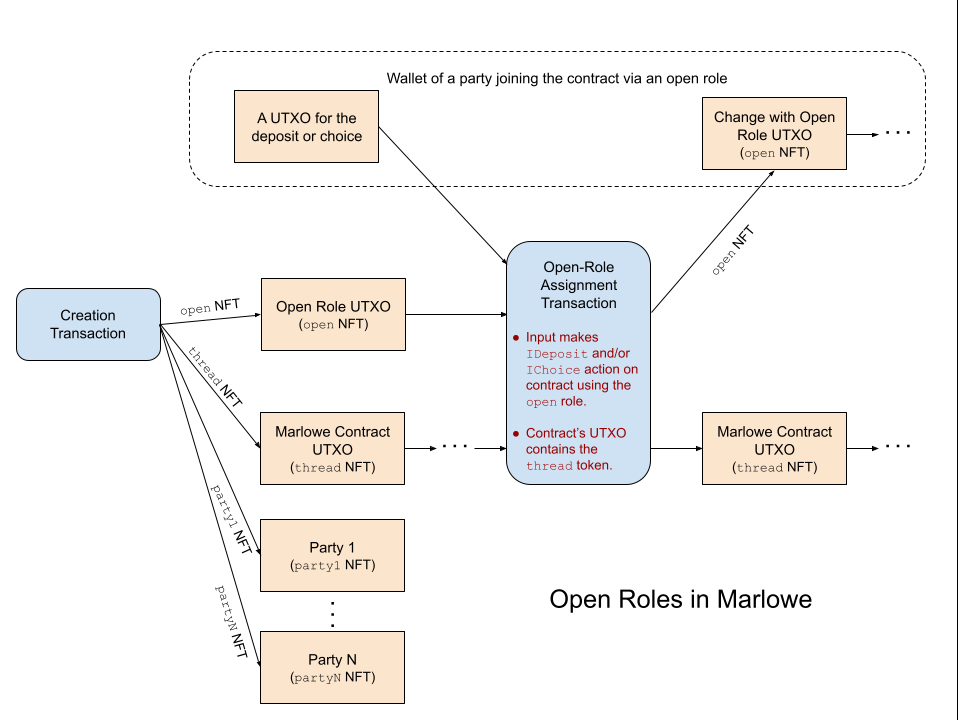 Wallet of a party joining the contract via an open role
A UTXO for the
deposit or choice
Change with Open
Role UTXO
(open NFT)
. . .
open NFT
Creation
Transaction
open NFT
Open Role UTXO
(open NFT)
Open-Role
Assignment
Transaction
● Input makes
IDeposit and/or
IChoice action on
contract using the
open role.
● Contract’s UTXO
contains the
thread token.
thread NFT
Marlowe Contract
UTXO
(thread NFT)
. . .
Marlowe Contract
UTXO
(thread NFT)
. . .
party1 NFT
Party 1
(party1 NFT)
. . .
partyN NFT
Party N
(partyN NFT)
Open Roles in Marlowe